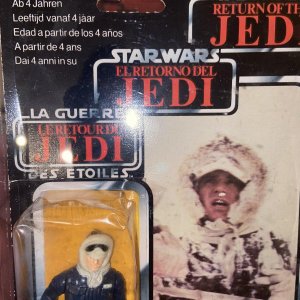 Ab 4 Jahren
Leeftijd vanaf 4 jaar
Edad a partir de los 4 años
A partir de 4 ans
Dai 4 anni in su
RETURN OF THE
JEDI
STAR WARS
EL RETORNO DEL
JEDI
LA GUERRE
LE RETOUR DU
JEDI
DES ETOILES